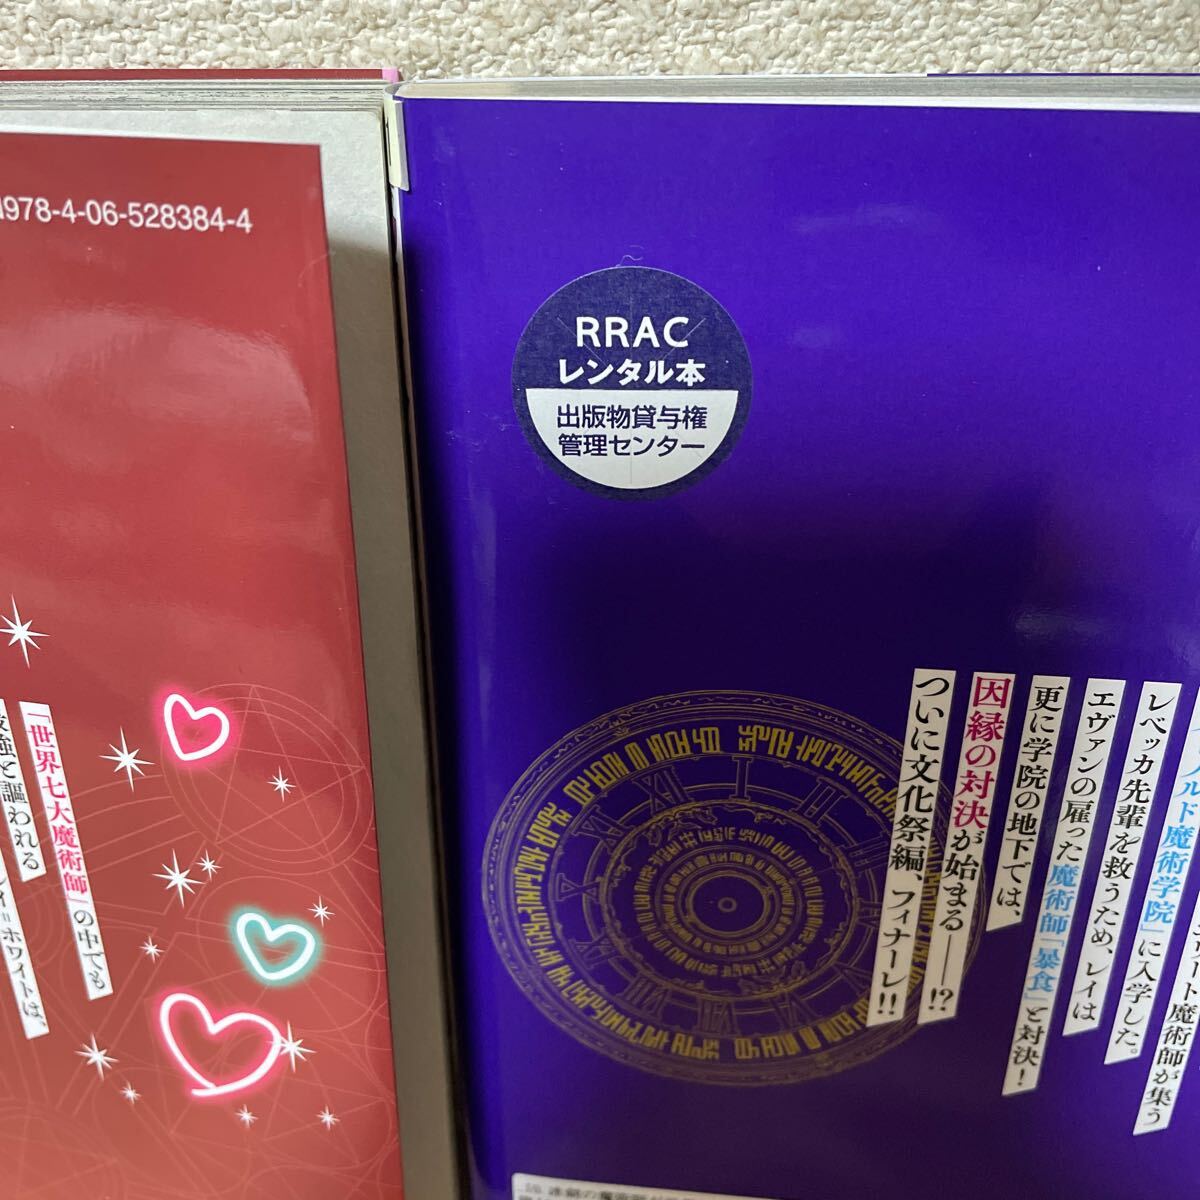 978-4-06-528384-4
「世界七大魔術師」の中でも
最強と謳われる
ホワイトは、
RRAC
レンタル本
出版物貸与権
管理センター
ート魔術師が集う
ルド魔術学院」に入学した。
レベッカ先輩を救うため、レイは
エヴァンの雇った魔術師「暴食」と対決!
更に学院の地下では、
因縁の対決が始まる――!?
ついに文化祭編、フィナーレ!!